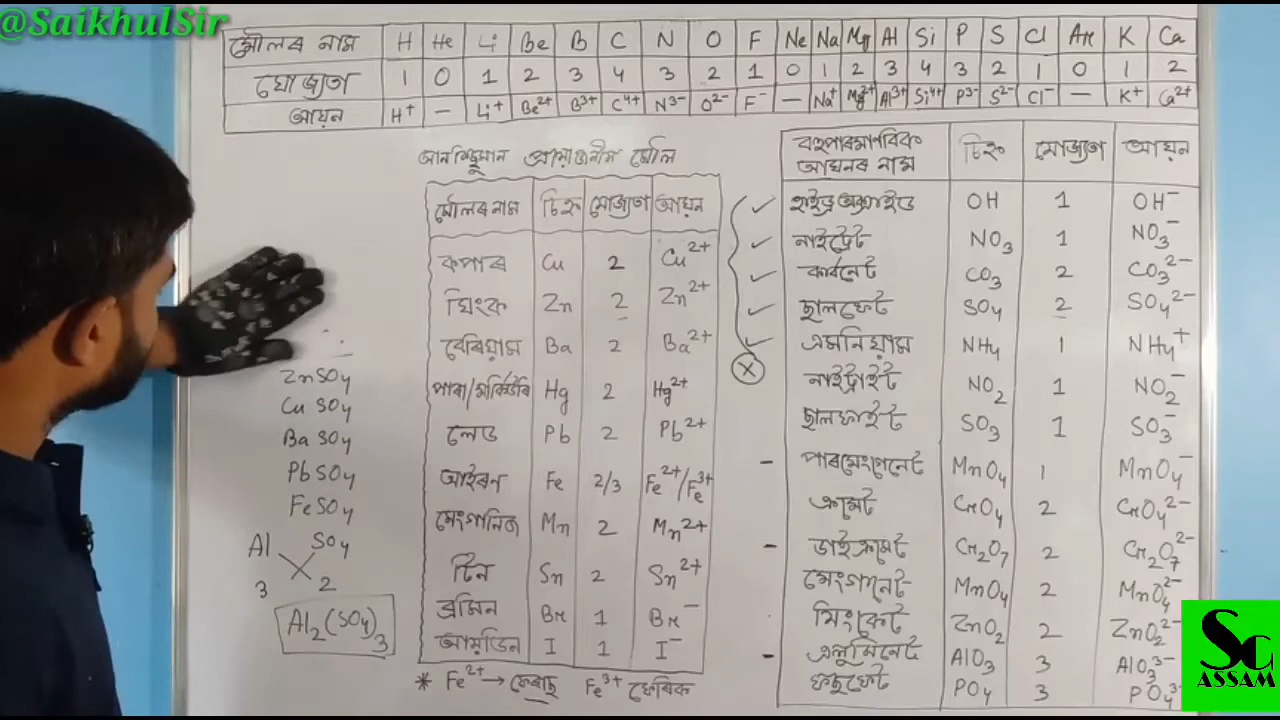 @SaikhulSir
মৌলৰ নাম H He Li Be B C N O F Ne Na Mg Al Si P S Cl Ar K Ca
যোজ্যতা 1 0 1 2 3 4 3 2 1 0 1 2 3 4 3 2 1 0 1 2
আয়ন H⁺ — Li⁺ Be²⁺ B³⁺ C⁴⁺ N³⁻ O²⁻ F⁻ — Na⁺ Mg²⁺ Al³⁺ Si⁴⁺ P³⁻ S²⁻ Cl⁻ — K⁺ Ca²⁺
প্ৰয়োজনীয় মৌল
মৌলৰ নাম চিহ্ন যোজ্যতা আয়ন
কপাৰ Cu 2 Cu²⁺
যিংক Zn 2 Zn²⁺
বেৰিয়াম Ba 2 Ba²⁺
পাৰা/মাৰ্কিউৰি Hg 2 Hg²⁺
লেড Pb 2 Pb²⁺
আইৰন Fe 2/3 Fe²⁺/Fe³⁺
মেংগানিজ Mn 2 Mn²⁺
টিন Sn 2 Sn²⁺
ব্ৰমিন Br 1 Br⁻
আয়ডিন I 1 I⁻
* Fe²⁺ → ফেৰাছ Fe³⁺ ফেৰিক
বহুপাৰমাণৱিক
আয়নৰ নাম চিহ্ন যোজ্যতা আয়ন
হাইড্ৰক্সাইড OH 1 OH⁻
নাইট্ৰেট NO₃ 1 NO₃⁻
কাৰ্বনেট CO₃ 2 CO₃²⁻
ছালফেট SO₄ 2 SO₄²⁻
এমনিয়াম NH₄ 1 NH₄⁺
নাইট্ৰাইট NO₂ 1 NO₂⁻
ছালফাইট SO₃ 1 SO₃⁻
পাৰমেংগেনেট MnO₄ 1 MnO₄⁻
ক্ৰমেট CrO₄ 2 CrO₄²⁻
ডাইক্ৰমেট Cr₂O₇ 2 Cr₂O₇²⁻
মেংগানেট MnO₄ 2 MnO₄²⁻
যিংকেট ZnO₂ 2 ZnO₂²⁻
এলুমিনেট AlO₃ 3 AlO₃³⁻
ফছফেট PO₄ 3 PO₄³⁻
ZnSO₄
CuSO₄
BaSO₄
PbSO₄
FeSO₄
Al SO₄
3 2
Al₂(SO₄)₃
SG
ASSAM